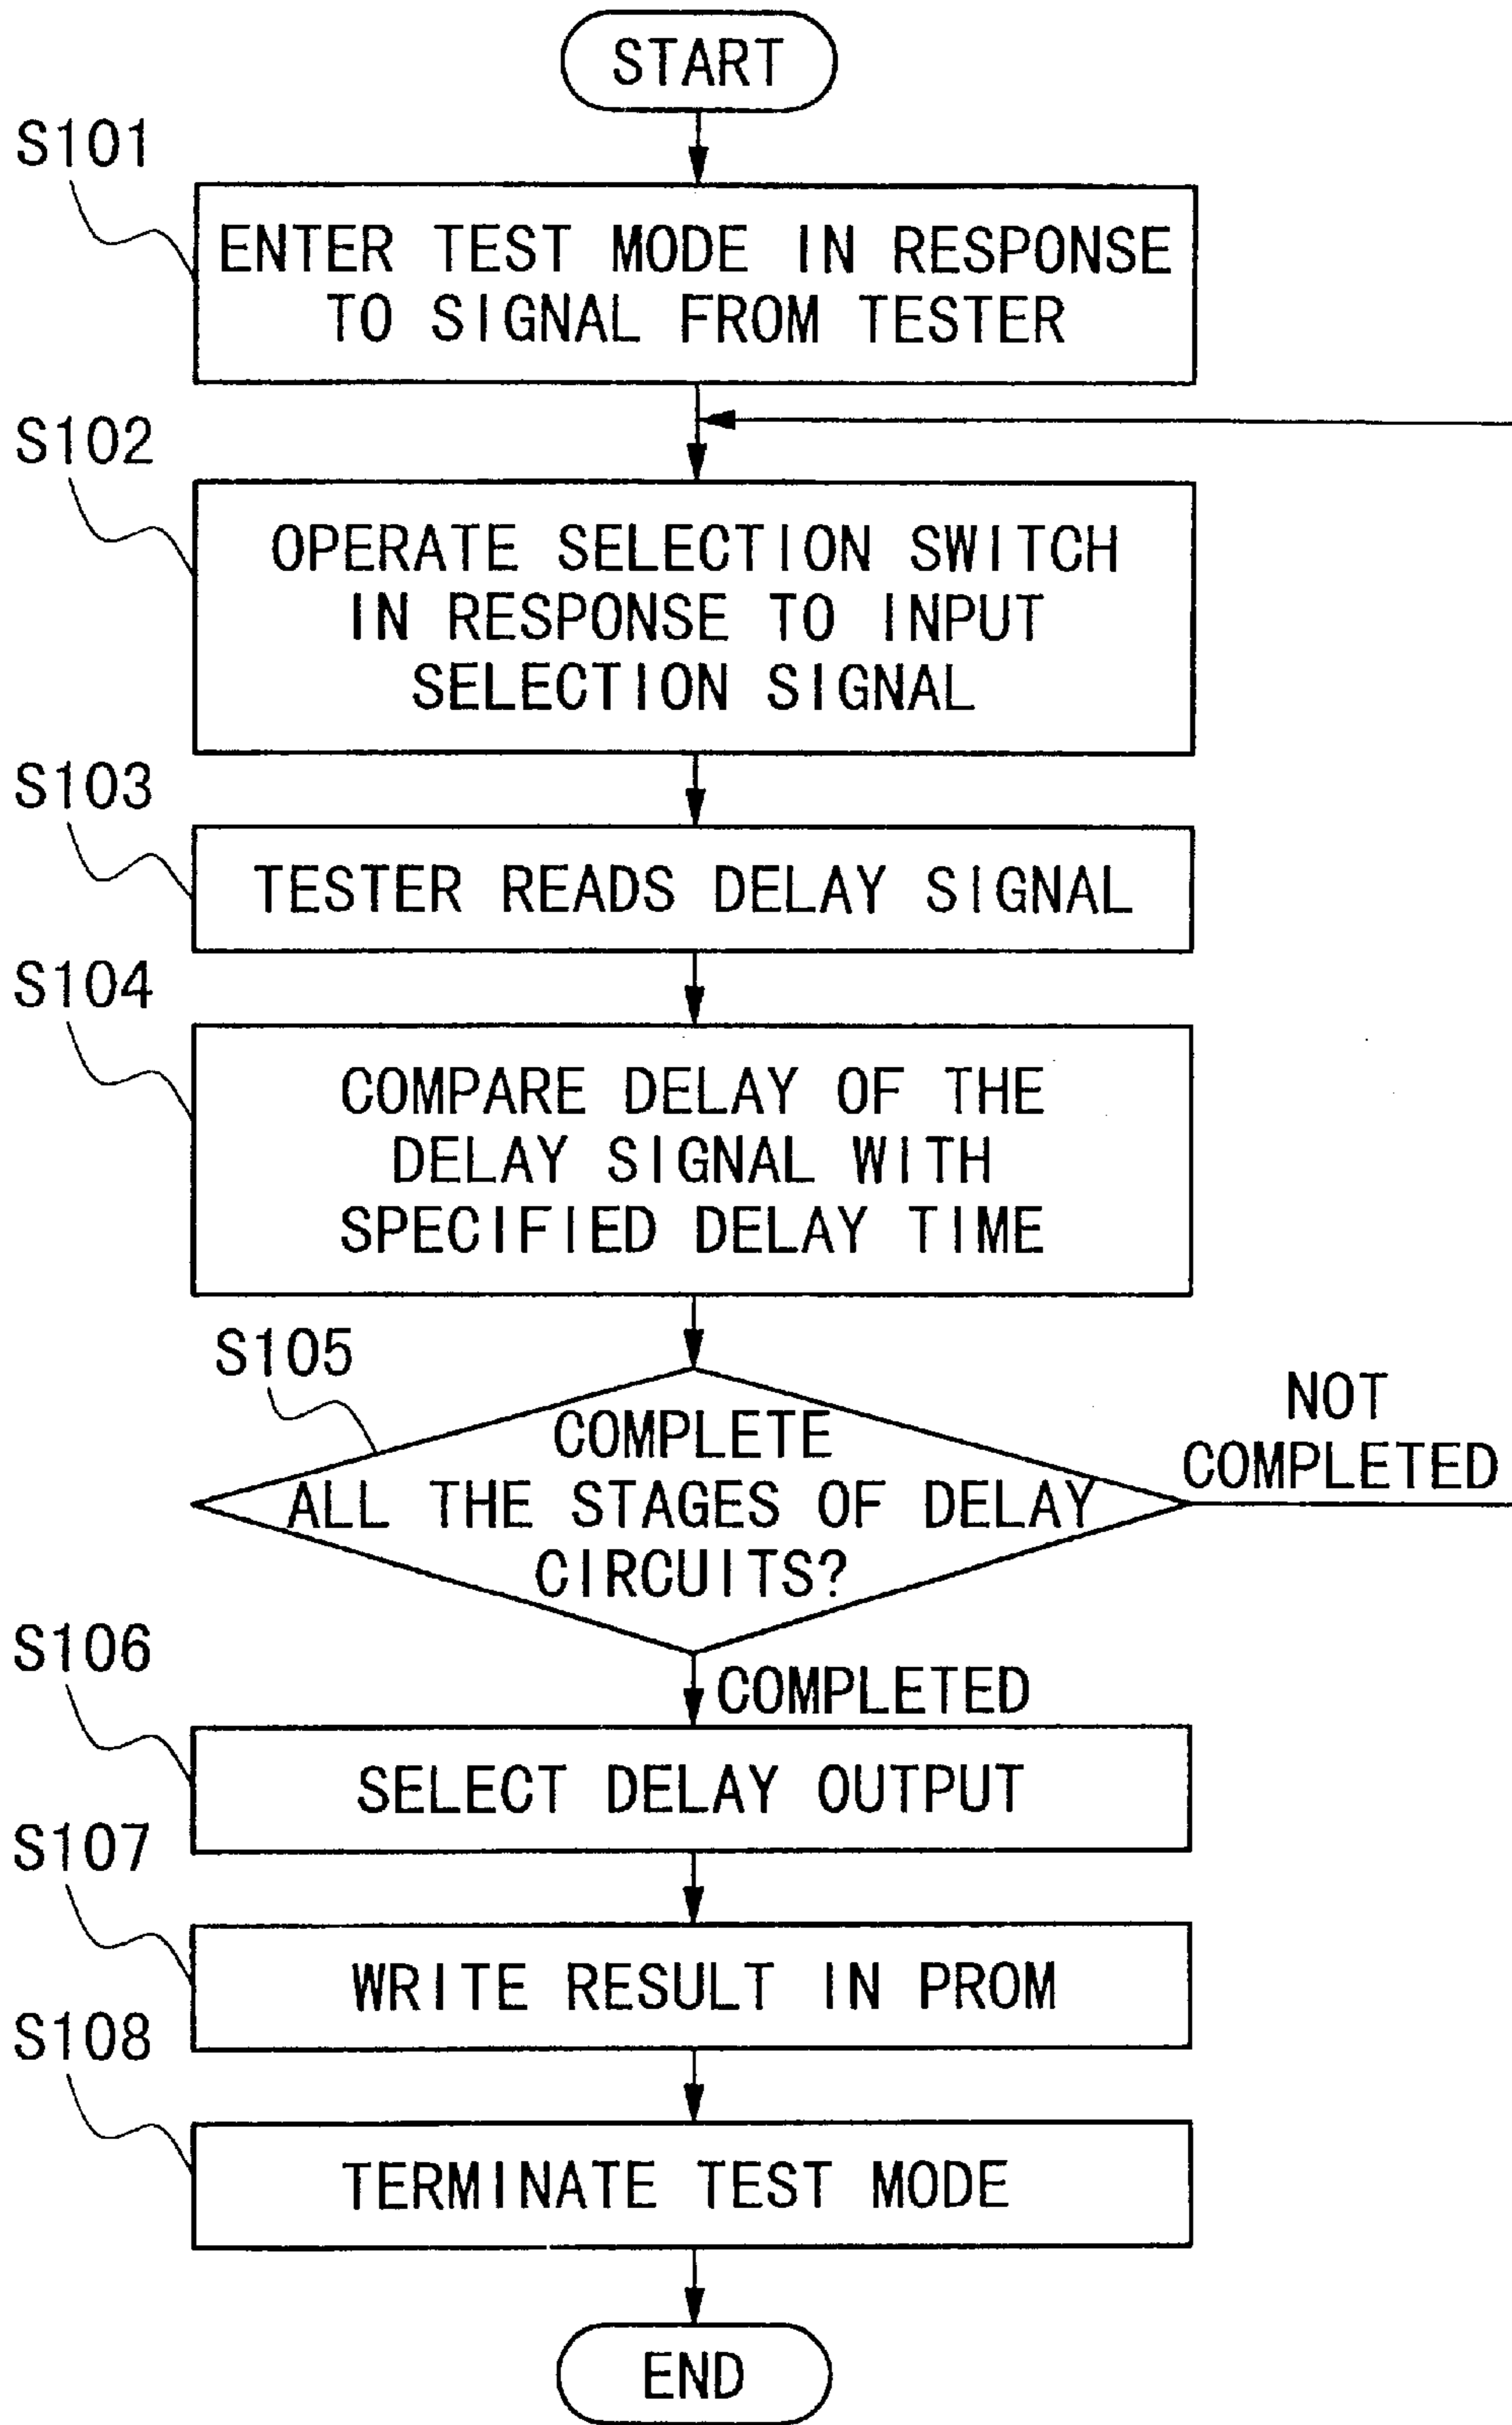 START
S101
ENTER TEST MODE IN RESPONSE
TO SIGNAL FROM TESTER
S102
OPERATE SELECTION SWITCH
IN RESPONSE TO INPUT
SELECTION SIGNAL
S103
TESTER READS DELAY SIGNAL
S104
COMPARE DELAY OF THE
DELAY SIGNAL WITH
SPECIFIED DELAY TIME
S105
COMPLETE
ALL THE STAGES OF DELAY
CIRCUITS?
NOT
COMPLETED
COMPLETED
S106
SELECT DELAY OUTPUT
S107
WRITE RESULT IN PROM
S108
TERMINATE TEST MODE
END